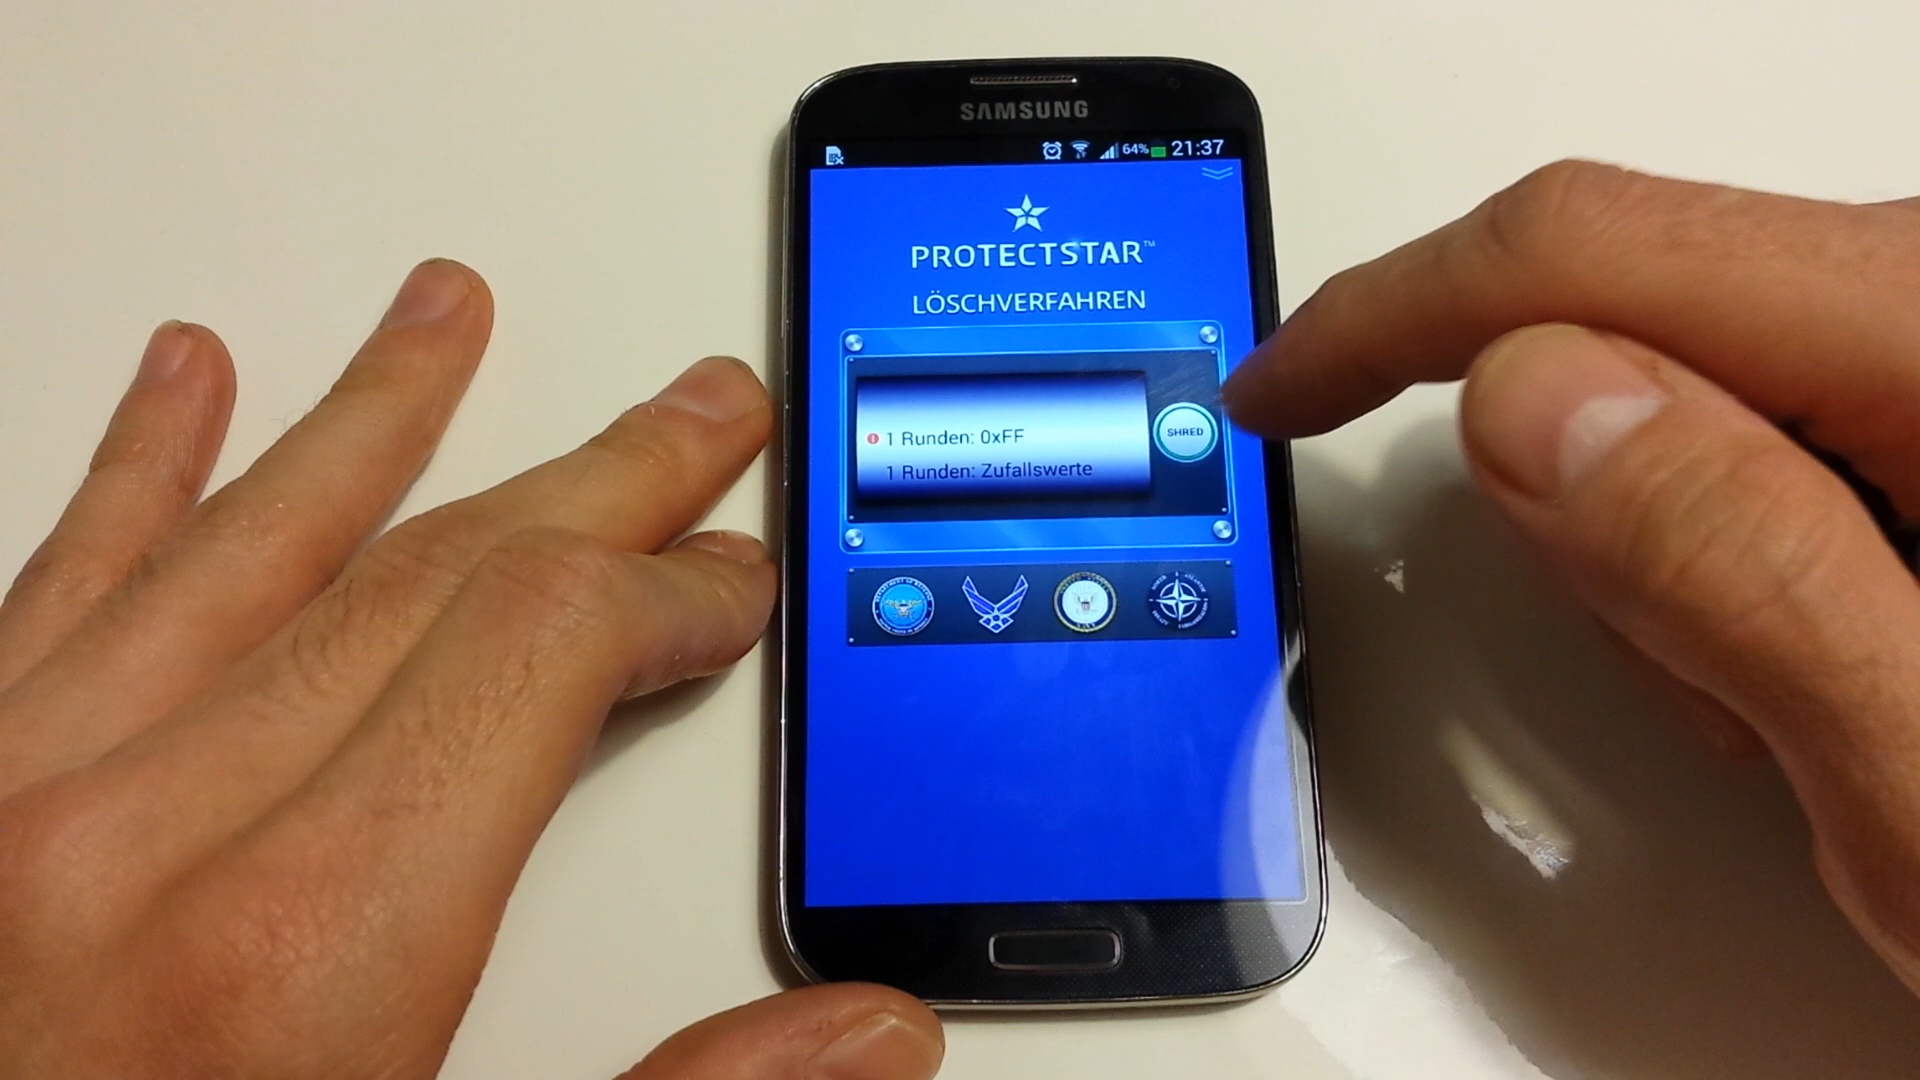 SAMSUNG
64% 21:37
PROTECTSTAR™
LÖSCHVERFAHREN
1 Runden: 0xFF
SHRED
1 Runden: Zufallswerte